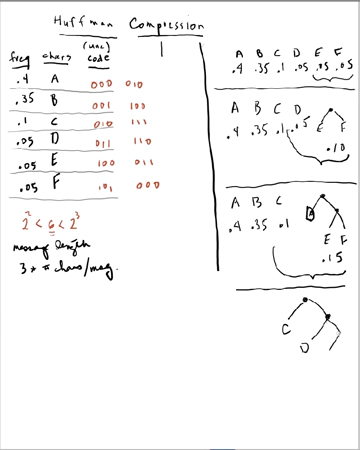 Huffman Compression
(unc)
freq chars code
.4 A 000 010
.35 B 001 100
.1 C 010 111
.05 D 011 110
.05 E 100 011
.05 F 101 000
2² < 6 < 2³
message length
3 * # chars/msg.
A B C D E F
.4 .35 .1 .05 .05 .05
A B C D
.4 .35 .1 .05 E F
.10
A B C
D
.4 .35 .1
E F
.15
C
D